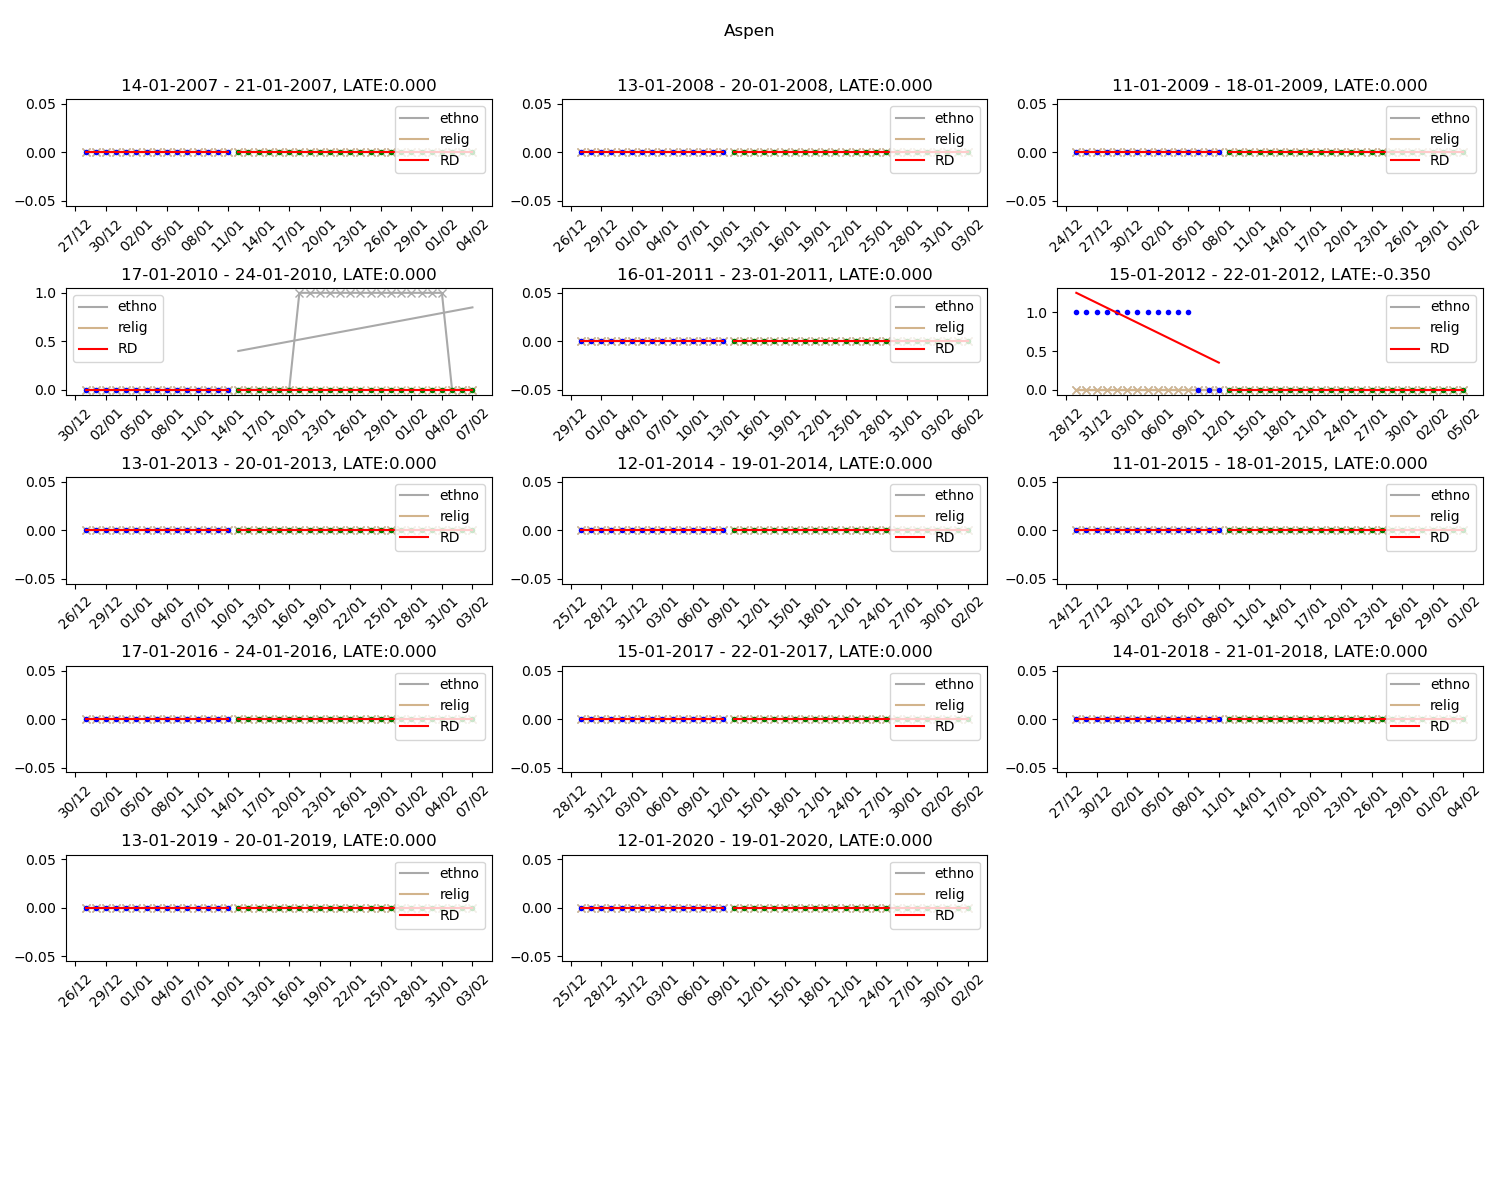 Aspen
14-01-2007 - 21-01-2007, LATE:0.000
0.05
0.00
−0.05
ethno
relig
RD
27/12 30/12 02/01 05/01 08/01 11/01 14/01 17/01 20/01 23/01 26/01 29/01 01/02 04/02
13-01-2008 - 20-01-2008, LATE:0.000
0.05
0.00
−0.05
ethno
relig
RD
26/12 29/12 01/01 04/01 07/01 10/01 13/01 16/01 19/01 22/01 25/01 28/01 31/01 03/02
11-01-2009 - 18-01-2009, LATE:0.000
0.05
0.00
−0.05
ethno
relig
RD
24/12 27/12 30/12 02/01 05/01 08/01 11/01 14/01 17/01 20/01 23/01 26/01 29/01 01/02
17-01-2010 - 24-01-2010, LATE:0.000
1.0
0.5
0.0
ethno
relig
RD
30/12 02/01 05/01 08/01 11/01 14/01 17/01 20/01 23/01 26/01 29/01 01/02 04/02 07/02
16-01-2011 - 23-01-2011, LATE:0.000
0.05
0.00
−0.05
ethno
relig
RD
29/12 01/01 04/01 07/01 10/01 13/01 16/01 19/01 22/01 25/01 28/01 31/01 03/02 06/02
15-01-2012 - 22-01-2012, LATE:-0.350
1.0
0.5
0.0
ethno
relig
RD
28/12 31/12 03/01 06/01 09/01 12/01 15/01 18/01 21/01 24/01 27/01 30/01 02/02 05/02
13-01-2013 - 20-01-2013, LATE:0.000
0.05
0.00
−0.05
ethno
relig
RD
26/12 29/12 01/01 04/01 07/01 10/01 13/01 16/01 19/01 22/01 25/01 28/01 31/01 03/02
12-01-2014 - 19-01-2014, LATE:0.000
0.05
0.00
−0.05
ethno
relig
RD
25/12 28/12 31/12 03/01 06/01 09/01 12/01 15/01 18/01 21/01 24/01 27/01 30/01 02/02
11-01-2015 - 18-01-2015, LATE:0.000
0.05
0.00
−0.05
ethno
relig
RD
24/12 27/12 30/12 02/01 05/01 08/01 11/01 14/01 17/01 20/01 23/01 26/01 29/01 01/02
17-01-2016 - 24-01-2016, LATE:0.000
0.05
0.00
−0.05
ethno
relig
RD
30/12 02/01 05/01 08/01 11/01 14/01 17/01 20/01 23/01 26/01 29/01 01/02 04/02 07/02
15-01-2017 - 22-01-2017, LATE:0.000
0.05
0.00
−0.05
ethno
relig
RD
28/12 31/12 03/01 06/01 09/01 12/01 15/01 18/01 21/01 24/01 27/01 30/01 02/02 05/02
14-01-2018 - 21-01-2018, LATE:0.000
0.05
0.00
−0.05
ethno
relig
RD
27/12 30/12 02/01 05/01 08/01 11/01 14/01 17/01 20/01 23/01 26/01 29/01 01/02 04/02
13-01-2019 - 20-01-2019, LATE:0.000
0.05
0.00
−0.05
ethno
relig
RD
26/12 29/12 01/01 04/01 07/01 10/01 13/01 16/01 19/01 22/01 25/01 28/01 31/01 03/02
12-01-2020 - 19-01-2020, LATE:0.000
0.05
0.00
−0.05
ethno
relig
RD
25/12 28/12 31/12 03/01 06/01 09/01 12/01 15/01 18/01 21/01 24/01 27/01 30/01 02/02